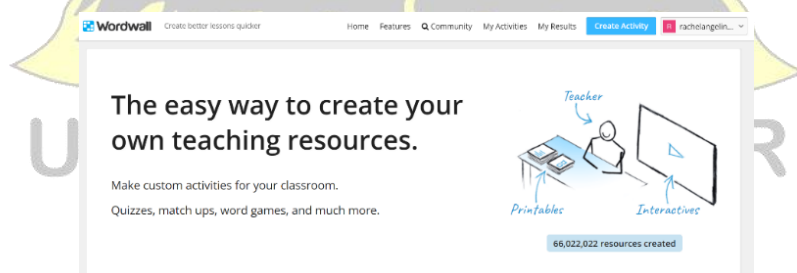 Wordwall Create better lessons quicker Home Features Community My Activities My Results Create Activity R rachelangelin...
The easy way to create your
own teaching resources.
Make custom activities for your classroom.
Quizzes, match ups, word games, and much more.
Teacher
Printables Interactives
66,022,022 resources created